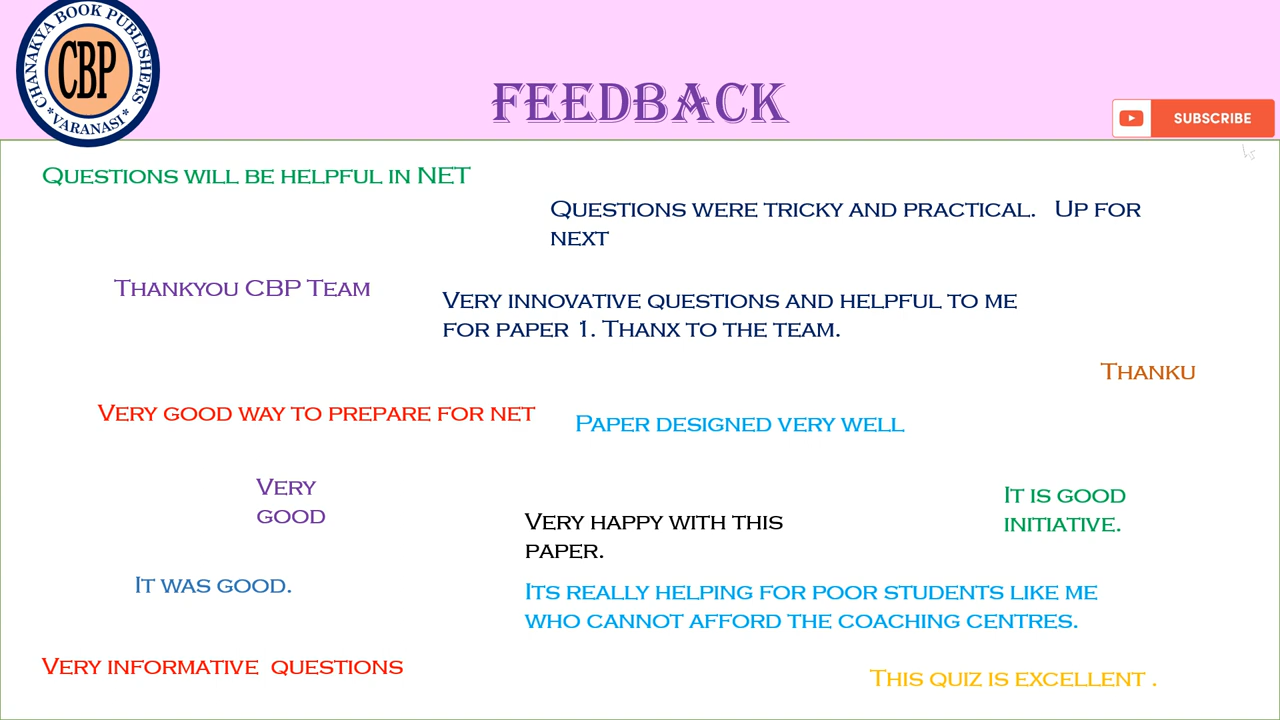 CHANAKYA BOOK PUBLISHERS
CBP
* VARANASI *
FEEDBACK
SUBSCRIBE
Questions will be helpful in NET
Questions were tricky and practical. Up for
next
Thankyou CBP Team
Very innovative questions and helpful to me
for paper 1. Thanx to the team.
Thanku
Very good way to prepare for net
Paper designed very well
Very
good
It is good
initiative.
Very happy with this
paper.
It was good.
Its really helping for poor students like me
who cannot afford the coaching centres.
Very informative questions
This quiz is excellent .